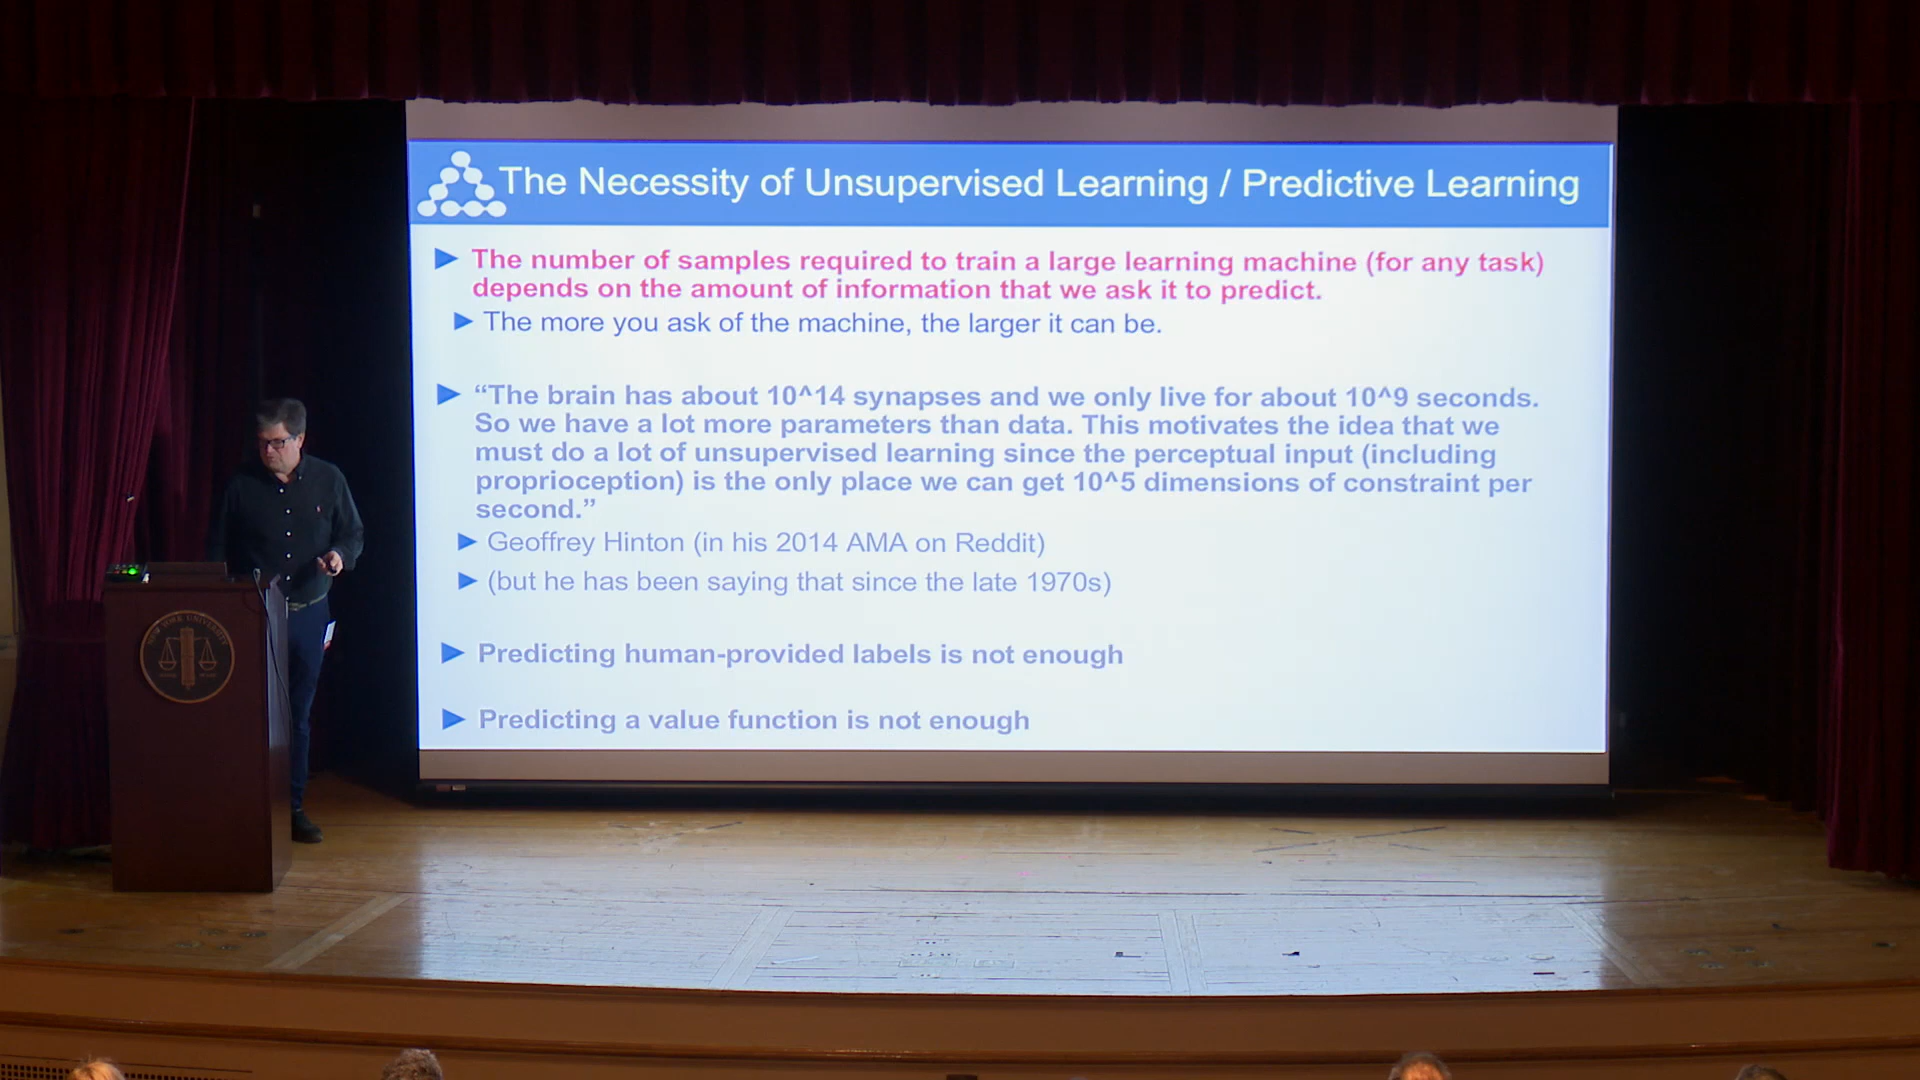 The Necessity of Unsupervised Learning / Predictive Learning
The number of samples required to train a large learning machine (for any task)
depends on the amount of information that we ask it to predict.
The more you ask of the machine, the larger it can be.
“The brain has about 10^14 synapses and we only live for about 10^9 seconds.
So we have a lot more parameters than data. This motivates the idea that we
must do a lot of unsupervised learning since the perceptual input (including
proprioception) is the only place we can get 10^5 dimensions of constraint per
second.”
Geoffrey Hinton (in his 2014 AMA on Reddit)
(but he has been saying that since the late 1970s)
Predicting human-provided labels is not enough
Predicting a value function is not enough
NEW YORK UNIVERSITY